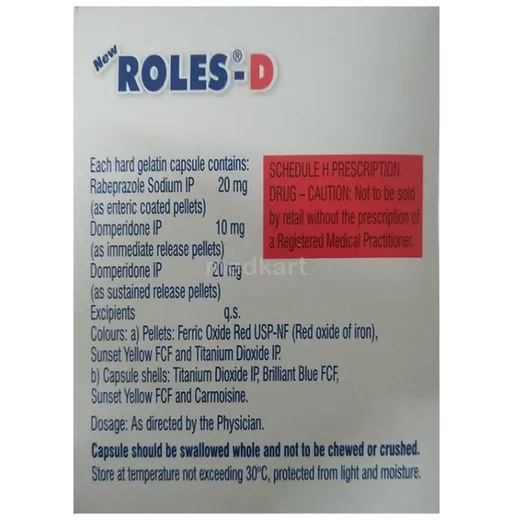 New ROLES®-D
Each hard gelatin capsule contains:
Rabeprazole Sodium IP 20 mg
(as enteric coated pellets)
Domperidone IP 10 mg
(as immediate release pellets)
Domperidone IP 20 mg
(as sustained release pellets)
Excipients q.s.
Colours: a) Pellets: Ferric Oxide Red USP-NF (Red oxide of iron),
Sunset Yellow FCF and Titanium Dioxide IP.
b) Capsule shells: Titanium Dioxide IP, Brilliant Blue FCF,
Sunset Yellow FCF and Carmoisine.
Dosage: As directed by the Physician.
Capsule should be swallowed whole and not to be chewed or crushed.
Store at temperature not exceeding 30°C, protected from light and moisture.
SCHEDULE H PRESCRIPTION
DRUG – CAUTION: Not to be sold
by retail without the prescription of
a Registered Medical Practitioner.
medkart